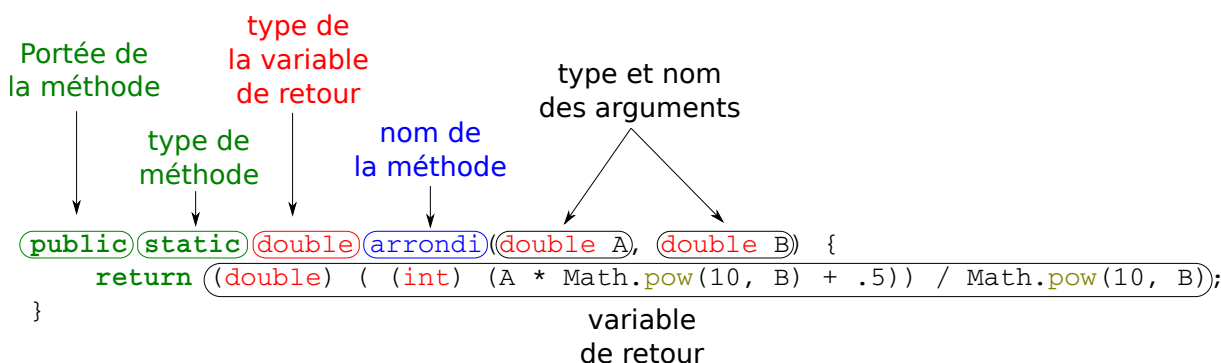 Portée de
la méthode
type de
la variable
de retour
type et nom
des arguments
type de
méthode
nom de
la méthode
public static double arrondi(double A, double B) {
return (double) ( (int) (A * Math.pow(10, B) + .5)) / Math.pow(10, B);
}
variable
de retour